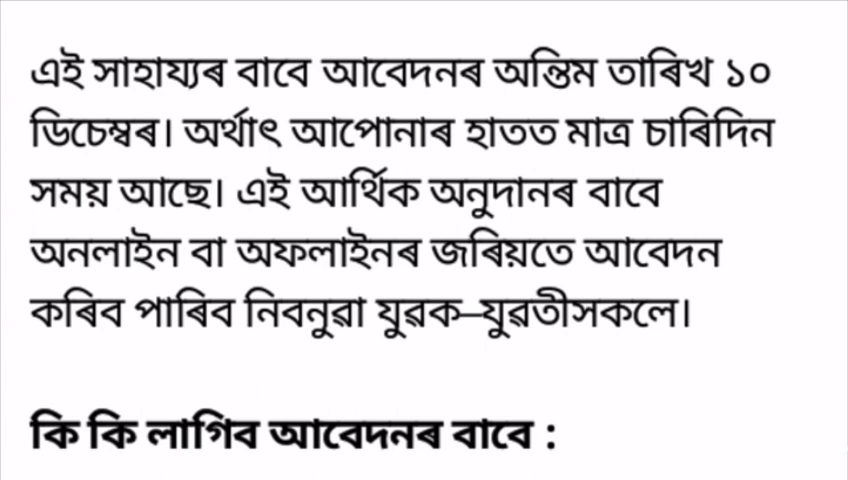 এই সাহায্যৰ বাবে আবেদনৰ অন্তিম তাৰিখ ১০
ডিচেম্বৰ। অৰ্থাৎ আপোনাৰ হাতত মাত্ৰ চাৰিদিন
সময় আছে। এই আৰ্থিক অনুদানৰ বাবে
অনলাইন বা অফলাইনৰ জৰিয়তে আবেদন
কৰিব পাৰিব নিবনুৱা যুৱক–যুৱতীসকলে।
কি কি লাগিব আবেদনৰ বাবে :